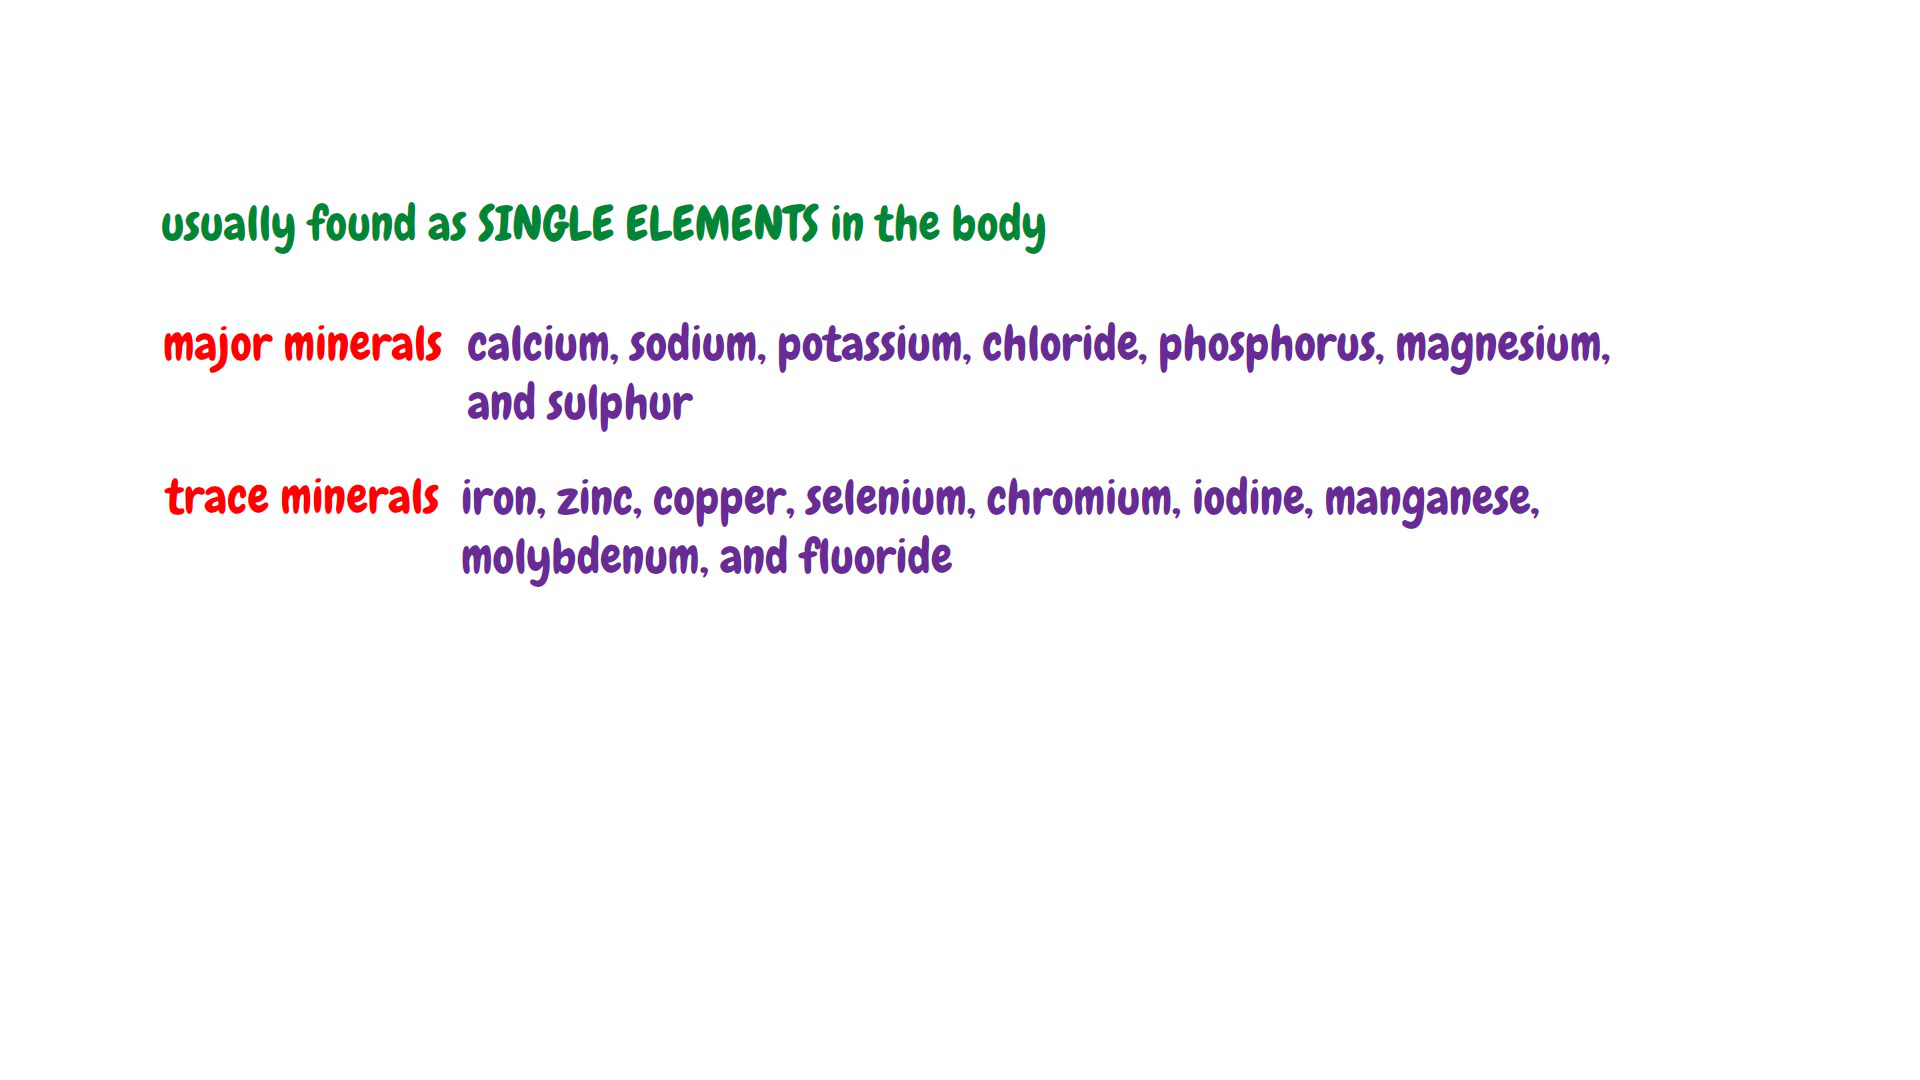 usually found as SINGLE ELEMENTS in the body
major minerals calcium, sodium, potassium, chloride, phosphorus, magnesium,
and sulphur
trace minerals iron, zinc, copper, selenium, chromium, iodine, manganese,
molybdenum, and fluoride